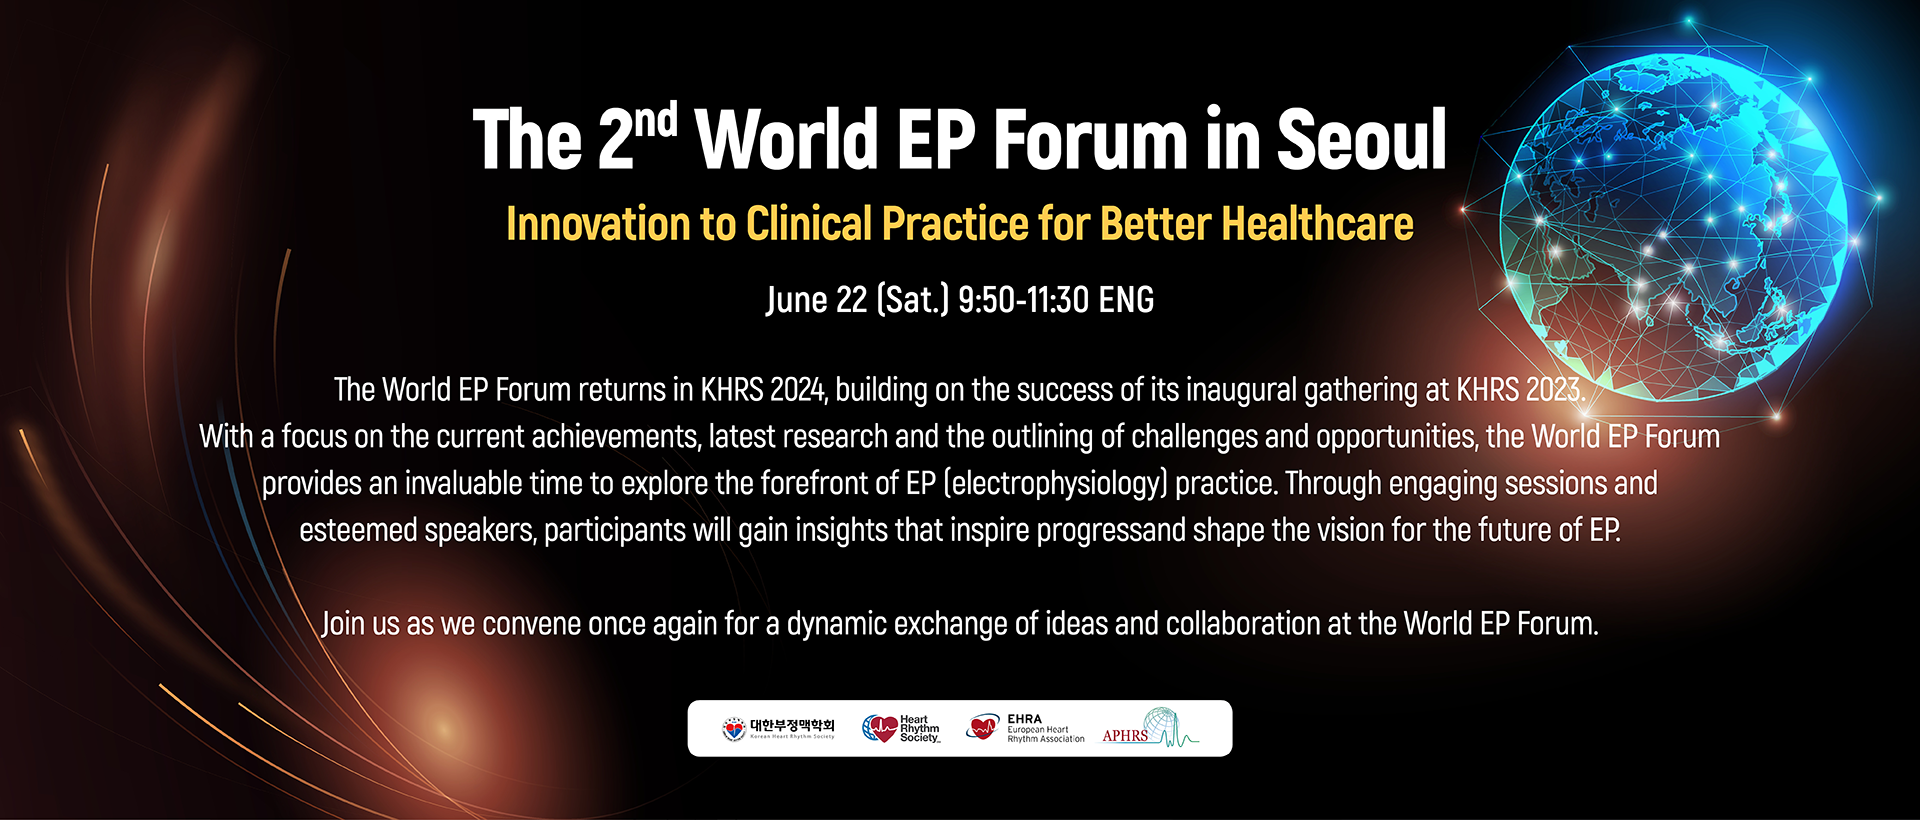 The 2nd World EP Forum in Seoul
Innovation to Clinical Practice for Better Healthcare
June 22 (Sat.) 9:50-11:30 ENG
The World EP Forum returns in KHRS 2024, building on the success of its inaugural gathering at KHRS 2023.
With a focus on the current achievements, latest research and the outlining of challenges and opportunities, the World EP Forum
provides an invaluable time to explore the forefront of EP (electrophysiology) practice. Through engaging sessions and
esteemed speakers, participants will gain insights that inspire progressand shape the vision for the future of EP.
Join us as we convene once again for a dynamic exchange of ideas and collaboration at the World EP Forum.
대한부정맥학회
Korean Heart Rhythm Society
Heart
Rhythm
Society
EHRA
European Heart
Rhythm Association
APHRS